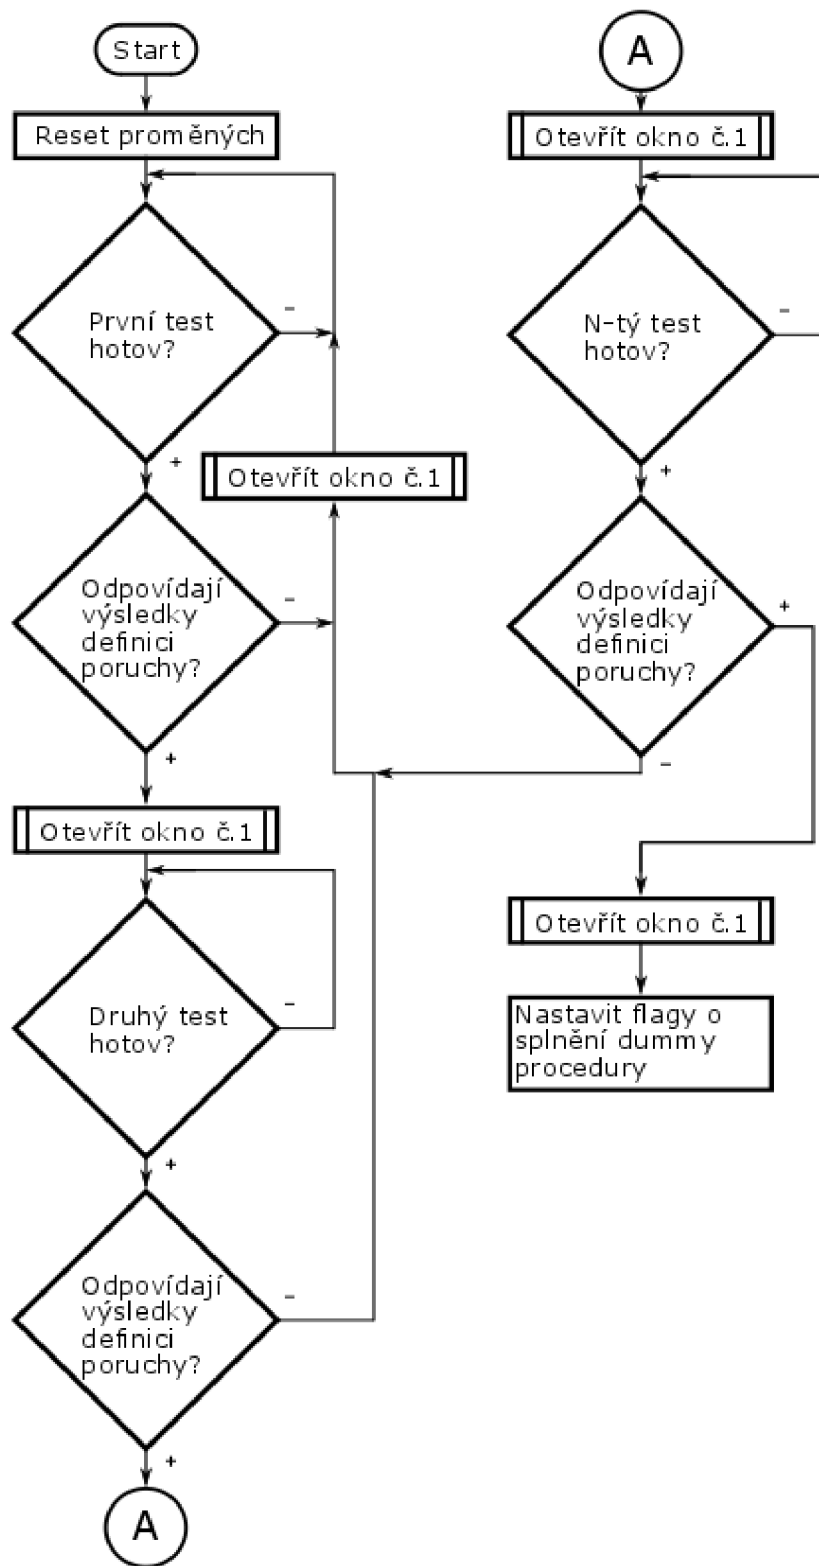 Start
Reset proměných
První test
hotov?
-
+
Otevřít okno č.1
Odpovídají
výsledky
definici
poruchy?
-
+
Otevřít okno č.1
Druhý test
hotov?
-
+
Odpovídají
výsledky
definici
poruchy?
-
+
A
A
Otevřít okno č.1
N-tý test
hotov?
-
+
Odpovídají
výsledky
definici
poruchy?
+
-
Otevřít okno č.1
Nastavit flagy o
splnění dummy
procedury